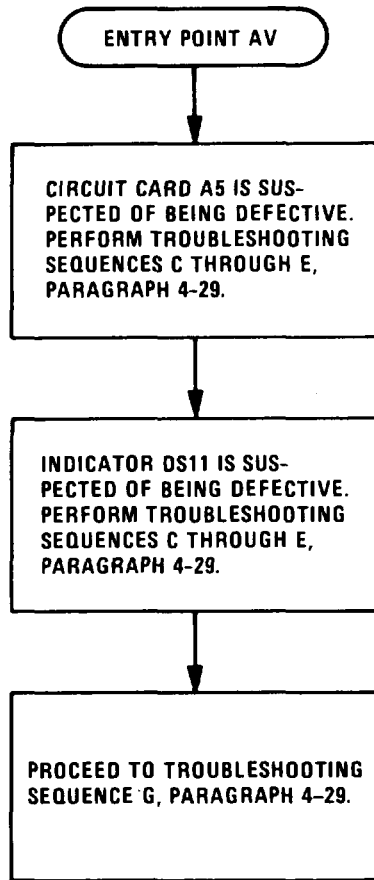 ENTRY POINT AV
CIRCUIT CARD A5 IS SUS-
PECTED OF BEING DEFECTIVE.
PERFORM TROUBLESHOOTING
SEQUENCES C THROUGH E,
PARAGRAPH 4-29.
INDICATOR DS11 IS SUS-
PECTED OF BEING DEFECTIVE.
PERFORM TROUBLESHOOTING
SEQUENCES C THROUGH E,
PARAGRAPH 4-29.
PROCEED TO TROUBLESHOOTING
SEQUENCE G, PARAGRAPH 4-29.